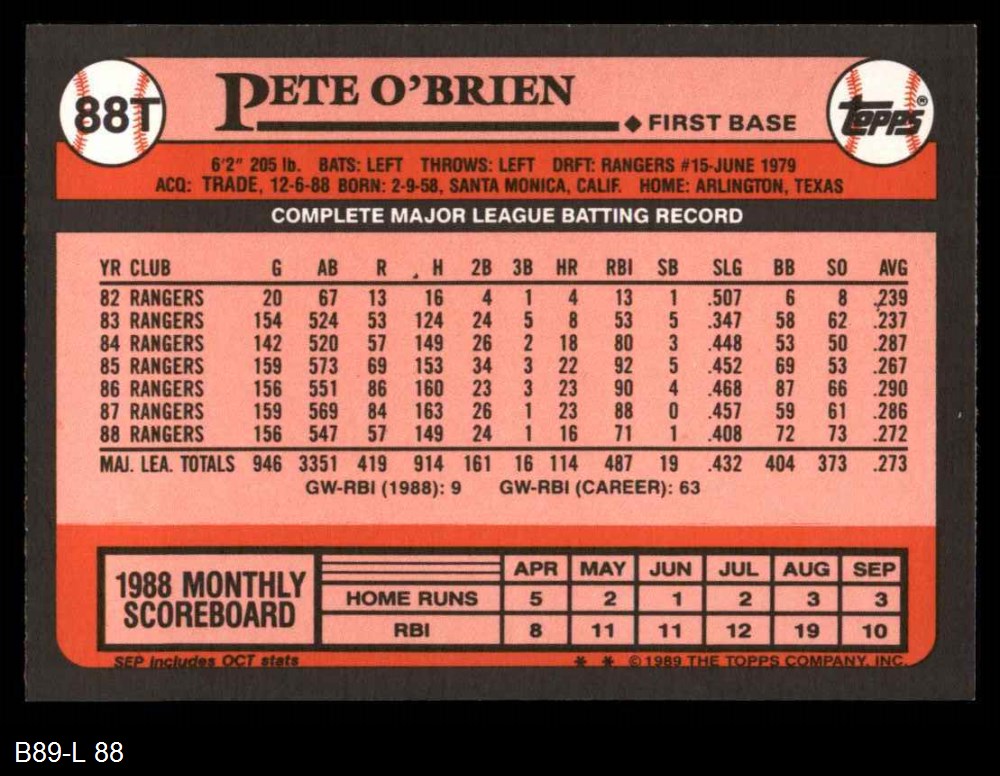 88T
PETE O'BRIEN
◆ FIRST BASE
Topps®
6'2" 205 lb. BATS: LEFT THROWS: LEFT DRFT: RANGERS #15-JUNE 1979
ACQ: TRADE, 12-6-88 BORN: 2-9-58, SANTA MONICA, CALIF. HOME: ARLINGTON, TEXAS
COMPLETE MAJOR LEAGUE BATTING RECORD
YR CLUB G AB R H 2B 3B HR RBI SB SLG BB SO AVG
82 RANGERS 20 67 13 16 4 1 4 13 1 .507 6 8 .239
83 RANGERS 154 524 53 124 24 5 8 53 5 .347 58 62 .237
84 RANGERS 142 520 57 149 26 2 18 80 3 .448 53 50 .287
85 RANGERS 159 573 69 153 34 3 22 92 5 .452 69 53 .267
86 RANGERS 156 551 86 160 23 3 23 90 4 .468 87 66 .290
87 RANGERS 159 569 84 163 26 1 23 88 0 .457 59 61 .286
88 RANGERS 156 547 57 149 24 1 16 71 1 .408 72 73 .272
MAJ. LEA. TOTALS 946 3351 419 914 161 16 114 487 19 .432 404 373 .273
GW-RBI (1988): 9 GW-RBI (CAREER): 63
1988 MONTHLY
SCOREBOARD
APR MAY JUN JUL AUG SEP
HOME RUNS 5 2 1 2 3 3
RBI 8 11 11 12 19 10
SEP includes OCT stats
* * © 1989 THE TOPPS COMPANY, INC.
B89-L 88